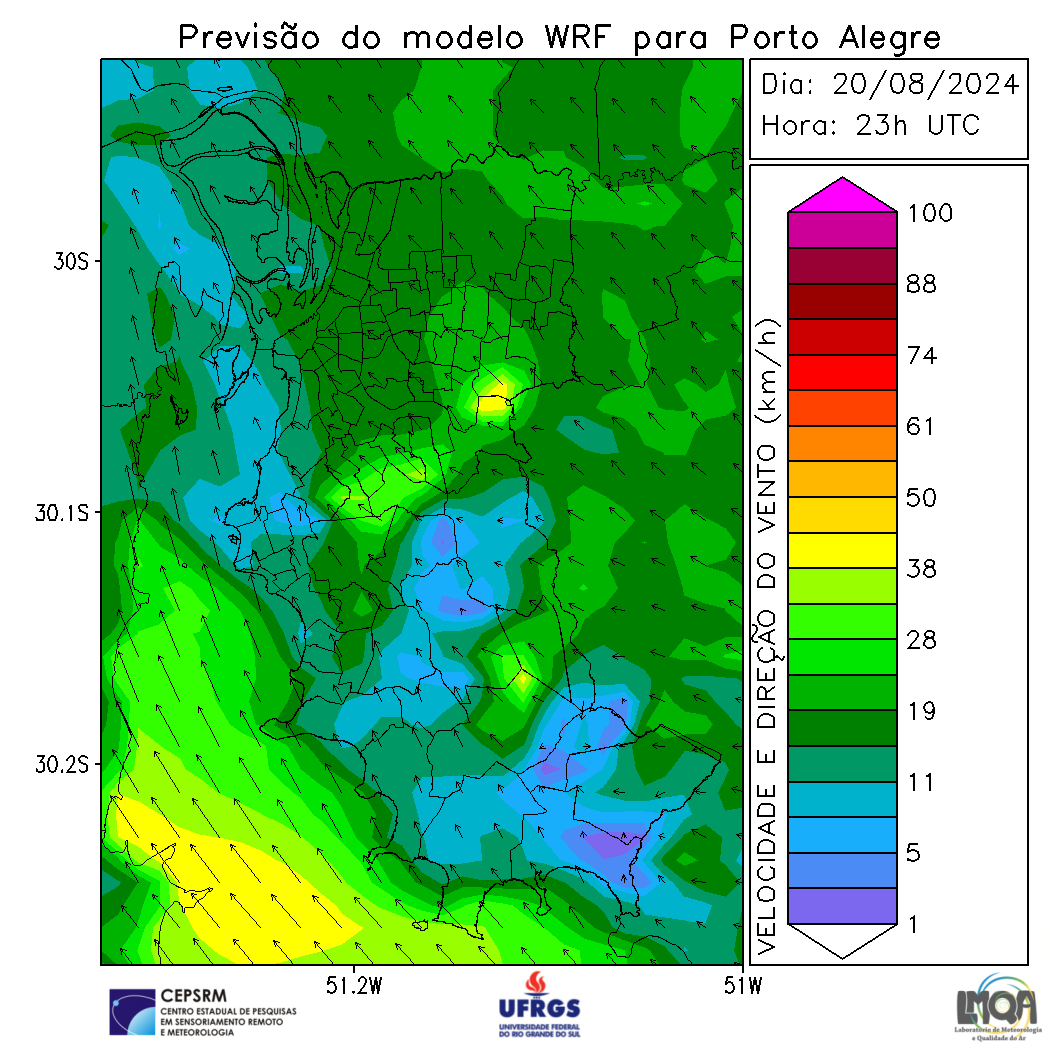 Previsão do modelo WRF para Porto Alegre
Dia: 20/08/2024
Hora: 23h UTC
30S
30.1S
30.2S
51.2W
51W
VELOCIDADE E DIREÇÃO DO VENTO (km/h)
100
88
74
61
50
38
28
19
11
5
1
CEPSRM
CENTRO ESTADUAL DE PESQUISAS
EM SENSORIAMENTO REMOTO
E METEOROLOGIA
UFRGS
UNIVERSIDADE FEDERAL
DO RIO GRANDE DO SUL
LMQA
Laboratório de Meteorologia
e Qualidade do Ar